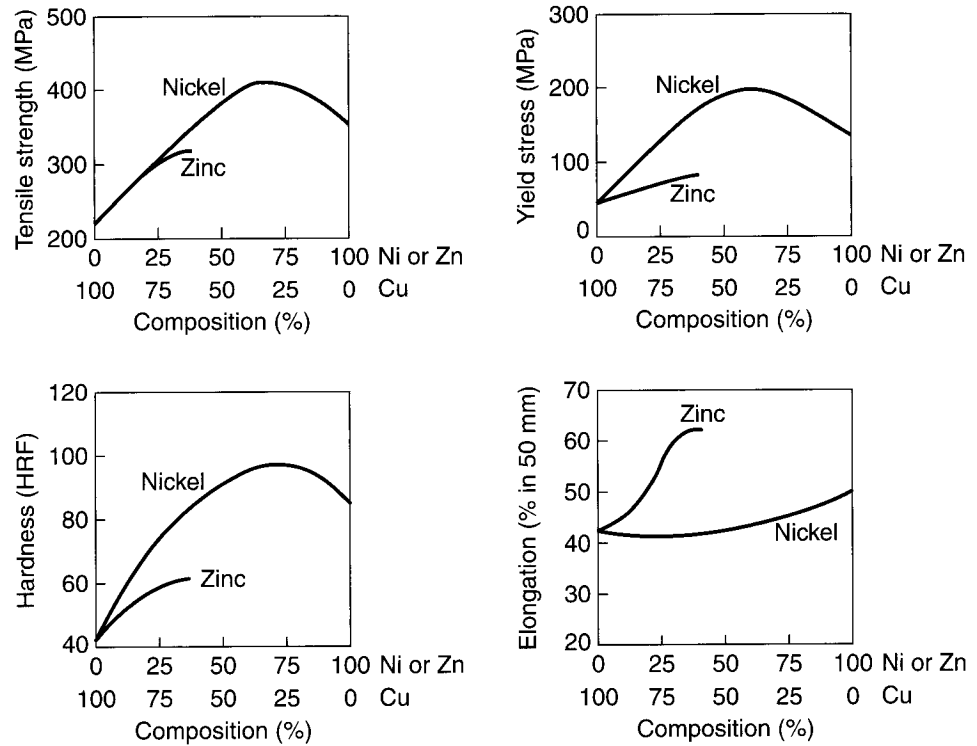 Tensile strength (MPa)
500
400
300
200
Nickel
Zinc
0 25 50 75 100 Ni or Zn
100 75 50 25 0 Cu
Composition (%)
Yield stress (MPa)
300
200
100
0
Nickel
Zinc
0 25 50 75 100 Ni or Zn
100 75 50 25 0 Cu
Composition (%)
Hardness (HRF)
120
100
80
60
40
Nickel
Zinc
0 25 50 75 100 Ni or Zn
100 75 50 25 0 Cu
Composition (%)
Elongation (% in 50 mm)
70
60
50
40
30
20
Zinc
Nickel
0 25 50 75 100 Ni or Zn
100 75 50 25 0 Cu
Composition (%)